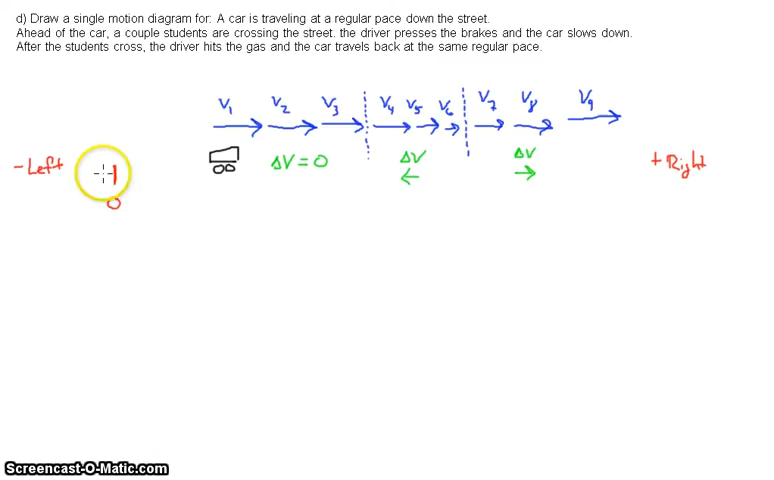 d) Draw a single motion diagram for: A car is traveling at a regular pace down the street.
Ahead of the car, a couple students are crossing the street. the driver presses the brakes and the car slows down.
After the students cross, the driver hits the gas and the car travels back at the same regular pace.
V1 V2 V3 V4 V5 V6 V7 V8 V9
- Left ΔV = 0 ΔV ΔV + Right
0
Screencast-O-Matic.com